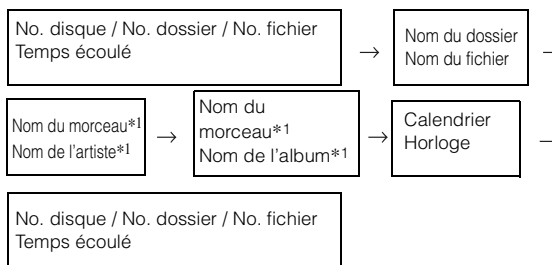 No. disque / No. dossier / No. fichier
Temps écoulé
→
Nom du dossier
Nom du fichier
→
Nom du morceau*1
Nom de l'artiste*1
→
Nom du
morceau*1
Nom de l'album*1
→
Calendrier
Horloge
→
No. disque / No. dossier / No. fichier
Temps écoulé